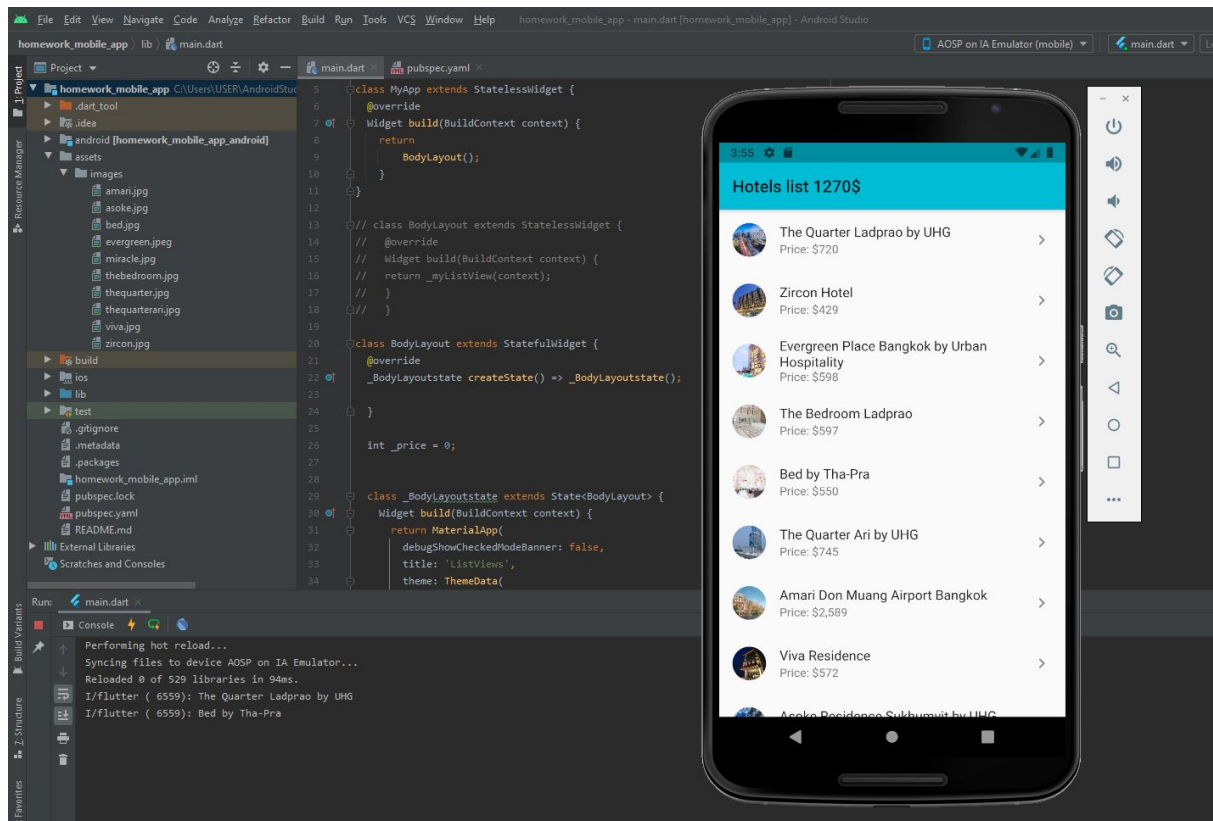 File Edit View Navigate Code Analyze Refactor Build Run Tools VCS Window Help homework_mobile_app - main.dart [homework_mobile_app] - Android Studio
homework_mobile_app lib main.dart AOSP on IA Emulator (mobile) main.dart
1: Project
Resource Manager
Build Variants
Z: Structure
Favorites
Project
homework_mobile_app C:\Users\USER\AndroidStud
.dart_tool
.idea
android [homework_mobile_app_android]
assets
images
amari.jpg
asoke.jpg
bed.jpg
evergreen.jpeg
miracle.jpg
thebedroom.jpg
thequarter.jpg
thequarterari.jpg
viva.jpg
zircon.jpg
build
ios
lib
test
.gitignore
.metadata
.packages
homework_mobile_app.iml
pubspec.lock
pubspec.yaml
README.md
External Libraries
Scratches and Consoles
main.dart pubspec.yaml
5 class MyApp extends StatelessWidget {
6 @override
7 Widget build(BuildContext context) {
8 return
9 BodyLayout();
10 }
11 }
12
13 // class BodyLayout extends StatelessWidget {
14 // @override
15 // Widget build(BuildContext context) {
16 // return _myListView(context);
17 // }
18 // }
19
20 class BodyLayout extends StatefulWidget {
21 @override
22 _BodyLayoutstate createState() => _BodyLayoutstate();
23
24 }
25
26 int _price = 0;
27
28
29 class _BodyLayoutstate extends State<BodyLayout> {
30 Widget build(BuildContext context) {
31 return MaterialApp(
32 debugShowCheckedModeBanner: false,
33 title: 'ListViews',
34 theme: ThemeData(
3:55
Hotels list 1270$
The Quarter Ladprao by UHG
Price: $720
Zircon Hotel
Price: $429
Evergreen Place Bangkok by Urban
Hospitality
Price: $598
The Bedroom Ladprao
Price: $597
Bed by Tha-Pra
Price: $550
The Quarter Ari by UHG
Price: $745
Amari Don Muang Airport Bangkok
Price: $2,589
Viva Residence
Price: $572
Asoke Residence Sukhumvit by UHG
Run: main.dart
Console
Performing hot reload...
Syncing files to device AOSP on IA Emulator...
Reloaded 0 of 529 libraries in 94ms.
I/flutter ( 6559): The Quarter Ladprao by UHG
I/flutter ( 6559): Bed by Tha-Pra